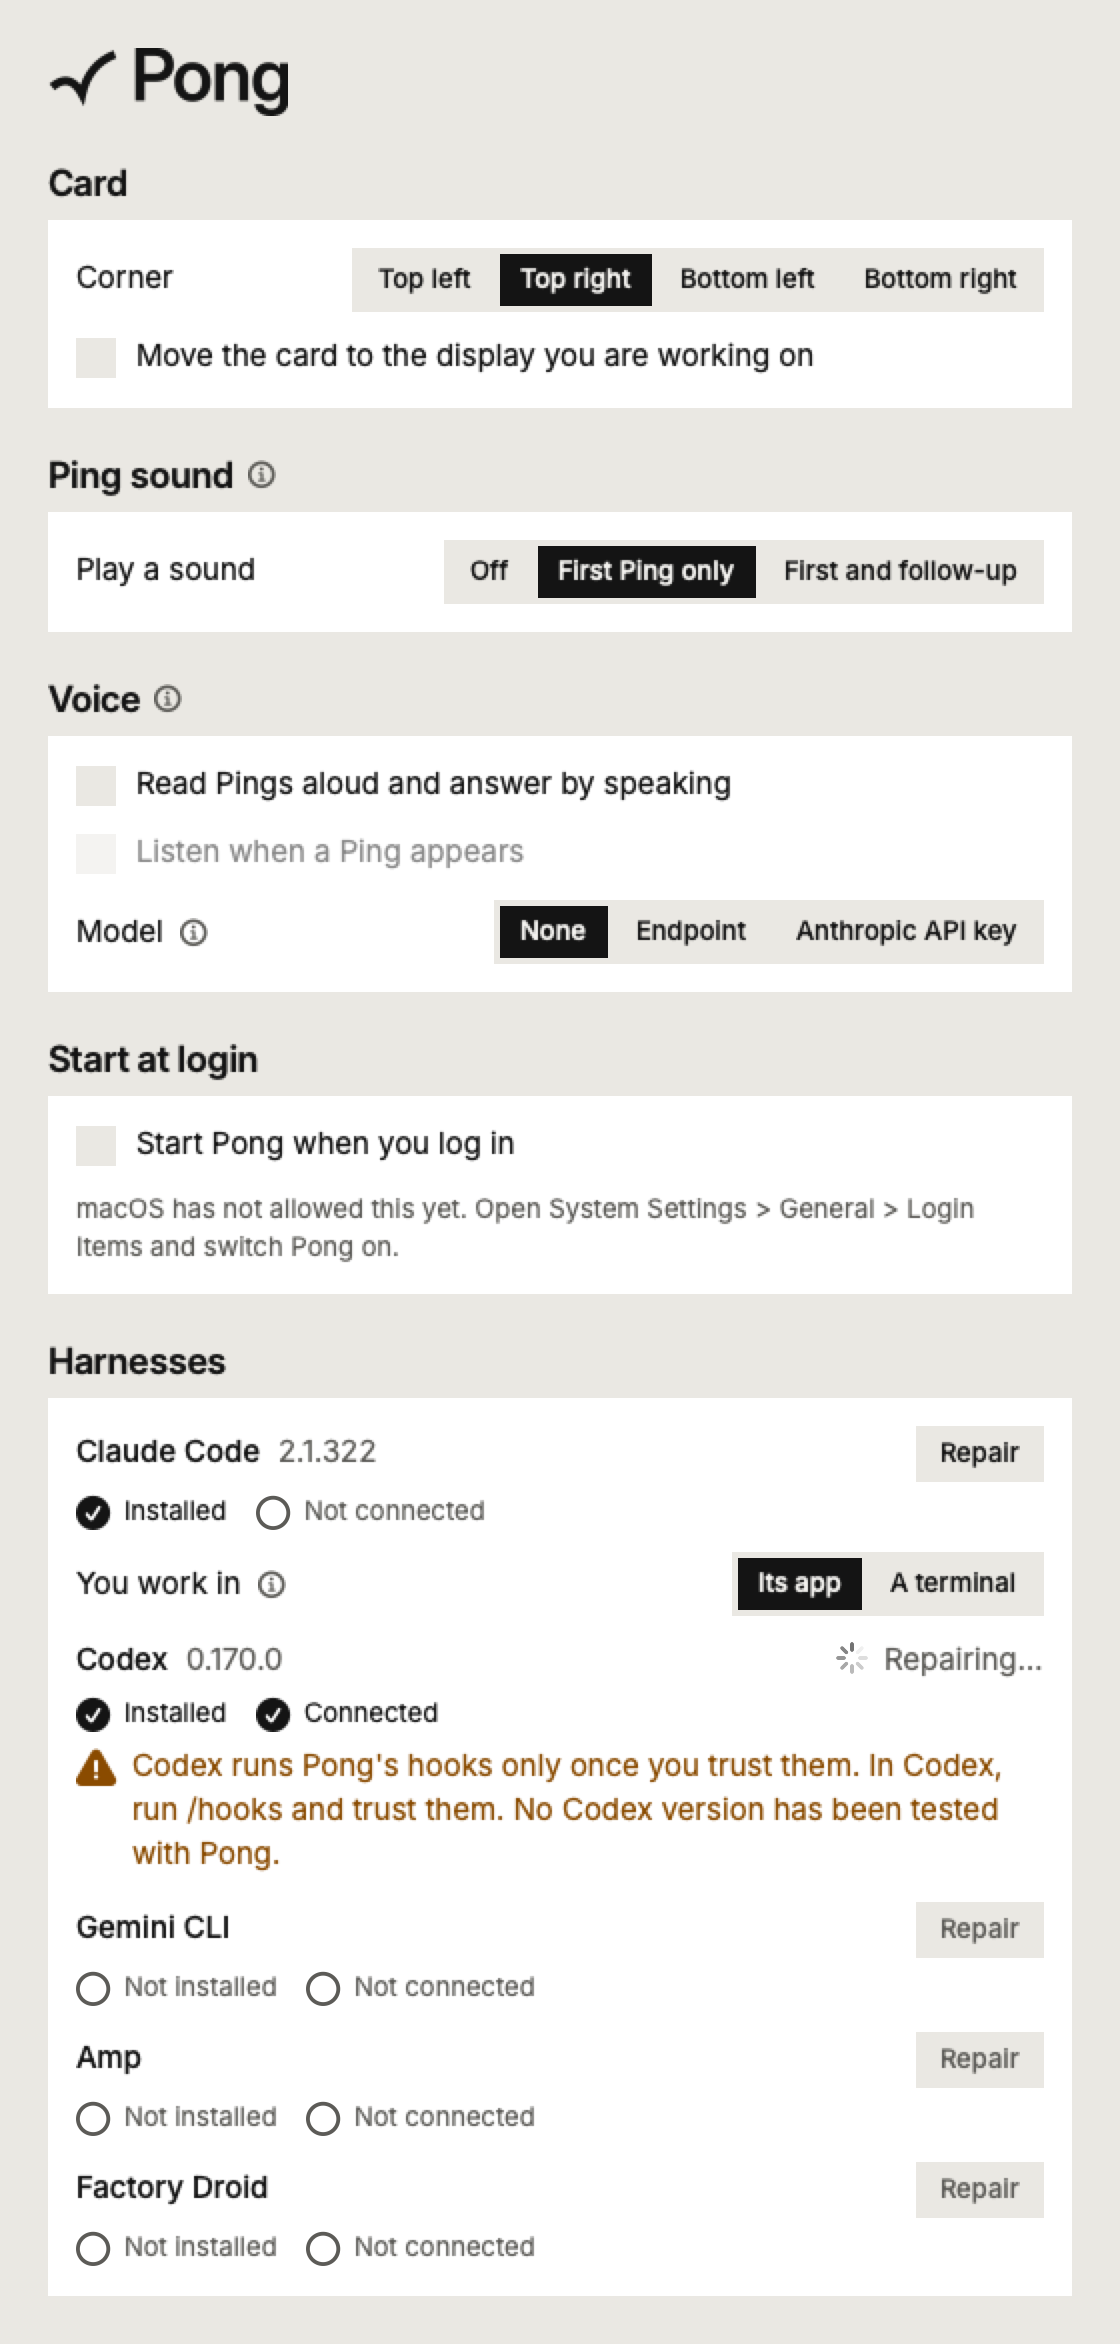 Pong
Card
Corner Top left Top right Bottom left Bottom right
Move the card to the display you are working on
Ping sound
Play a sound Off First Ping only First and follow-up
Voice
Read Pings aloud and answer by speaking
Listen when a Ping appears
Model None Endpoint Anthropic API key
Start at login
Start Pong when you log in
macOS has not allowed this yet. Open System Settings > General > Login
Items and switch Pong on.
Harnesses
Claude Code 2.1.322 Repair
Installed Not connected
You work in Its app A terminal
Codex 0.170.0 Repairing...
Installed Connected
Codex runs Pong's hooks only once you trust them. In Codex,
run /hooks and trust them. No Codex version has been tested
with Pong.
Gemini CLI Repair
Not installed Not connected
Amp Repair
Not installed Not connected
Factory Droid Repair
Not installed Not connected